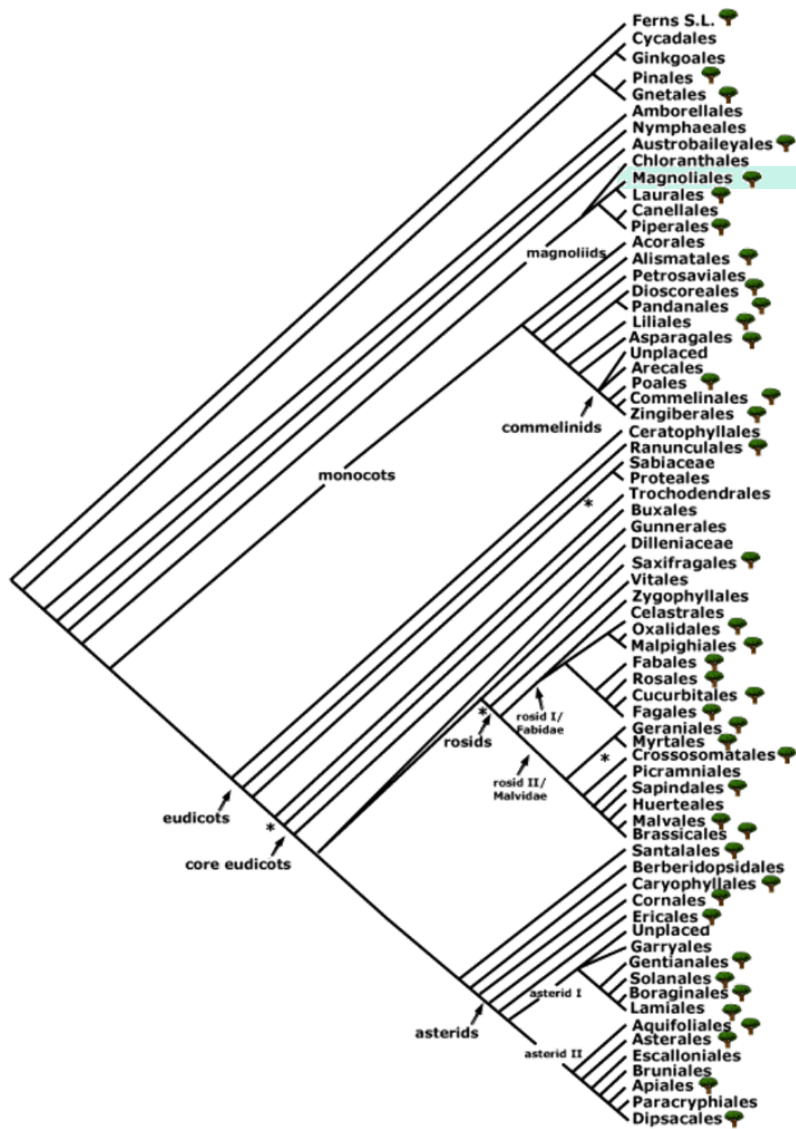 Ferns S.L.
Cycadales
Ginkgoales
Pinales
Gnetales
Amborellales
Nymphaeales
Austrobaileyales
Chloranthales
Magnoliales
Laurales
Canellales
Piperales
magnoliids
Acorales
Alismatales
Petrosaviales
Dioscoreales
Pandanales
Liliales
Asparagales
Unplaced
Arecales
Poales
Commelinales
Zingiberales
commelinids
Ceratophyllales
Ranunculales
Sabiaceae
monocots
Proteales
Trochodendrales
*
Buxales
Gunnerales
Dilleniaceae
Saxifragales
Vitales
Zygophyllales
Celastrales
Oxalidales
Malpighiales
Fabales
Rosales
Cucurbitales
Fagales
*
rosid I/
Fabidae
Geraniales
rosids
Myrtales
Crossosomatales
*
Picramniales
rosid II/
Malvidae
Sapindales
Huerteales
eudicots
Malvales
*
Brassicales
Santalales
core eudicots
Berberidopsidales
Caryophyllales
Cornales
Ericales
Unplaced
Garryales
Gentianales
Solanales
asterid I
Boraginales
Lamiales
Aquifoliales
asterids
Asterales
asterid II
Escalloniales
Bruniales
Apiales
Paracryphiales
Dipsacales